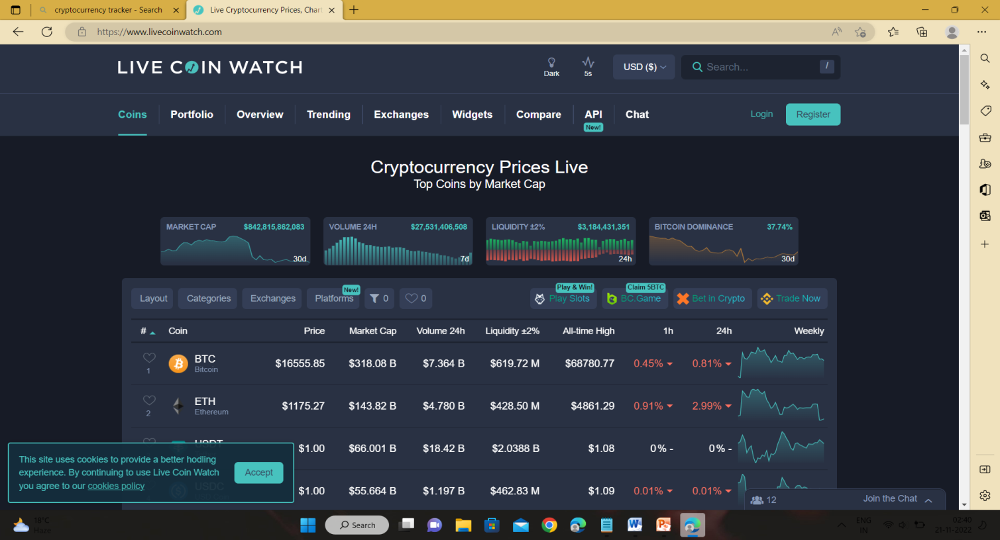 cryptocurrency tracker - Search
Live Cryptocurrency Prices, Chart
https://www.livecoinwatch.com
LIVE COIN WATCH
Dark
5s
USD ($)
Search...
/
Coins
Portfolio
Overview
Trending
Exchanges
Widgets
Compare
API
New!
Chat
Login
Register
Cryptocurrency Prices Live
Top Coins by Market Cap
MARKET CAP $842,815,862,083
30d
VOLUME 24H $27,531,406,508
7d
LIQUIDITY ±2% $3,184,431,351
24h
BITCOIN DOMINANCE 37.74%
30d
Layout
Categories
Exchanges
Platforms
New!
0
0
Play & Win!
Play Slots
Claim 5BTC
BC.Game
Bet in Crypto
Trade Now
# Coin Price Market Cap Volume 24h Liquidity ±2% All-time High 1h 24h Weekly
1 BTC Bitcoin $16555.85 $318.08 B $7.364 B $619.72 M $68780.77 0.45% 0.81%
2 ETH Ethereum $1175.27 $143.82 B $4.780 B $428.50 M $4861.29 0.91% 2.99%
USDT $1.00 $66.001 B $18.42 B $2.0388 B $1.08 0% - 0% -
USDC $1.00 $55.664 B $1.197 B $462.83 M $1.09 0.01% 0.01%
This site uses cookies to provide a better hodling
experience. By continuing to use Live Coin Watch
you agree to our cookies policy
Accept
12
Join the Chat
18°C
Haze
Search
ENG
IN
02:40
21-11-2022